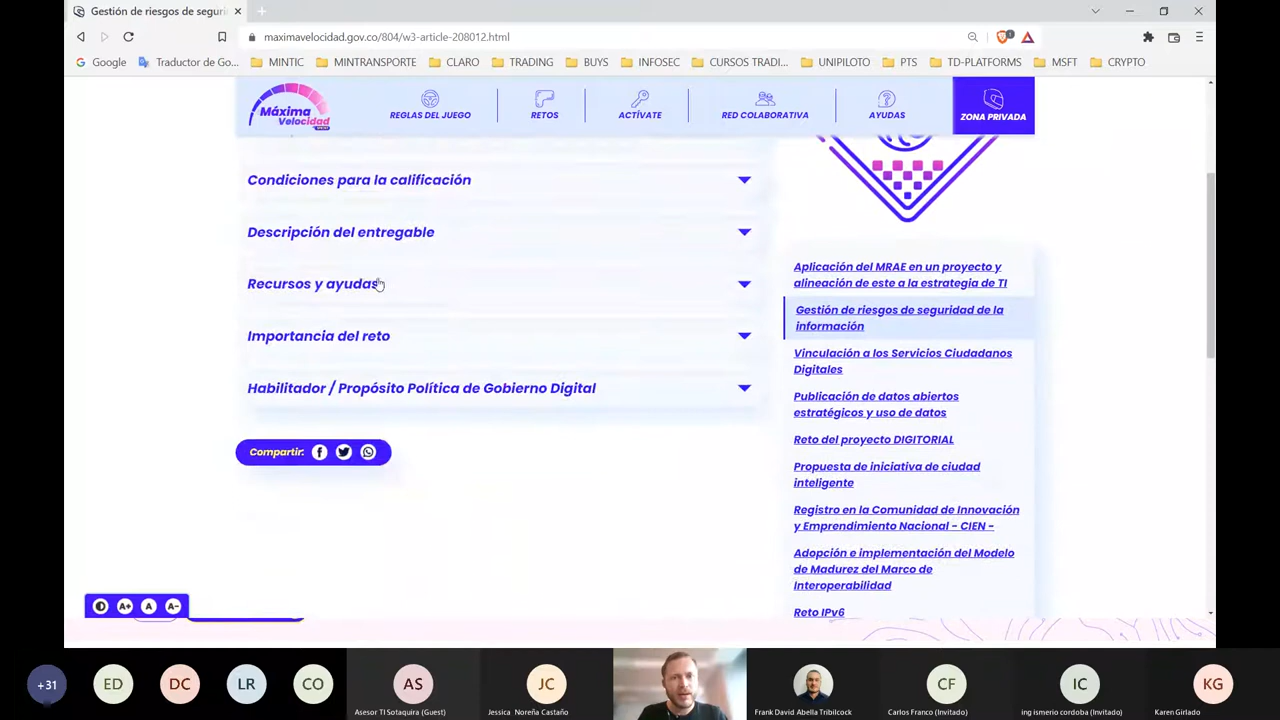 Gestión de riesgos de seguri
maximavelocidad.gov.co/804/w3-article-208012.html
Google
Traductor de Go...
MINTIC
MINTRANSPORTE
CLARO
TRADING
BUYS
INFOSEC
CURSOS TRADI...
UNIPILOTO
PTS
TD-PLATFORMS
MSFT
CRYPTO
Máxima
Velocidad
REGLAS DEL JUEGO
RETOS
ACTÍVATE
RED COLABORATIVA
AYUDAS
ZONA PRIVADA
Condiciones para la calificación
Descripción del entregable
Recursos y ayudas
Importancia del reto
Habilitador / Propósito Política de Gobierno Digital
Compartir:
Aplicación del MRAE en un proyecto y
alineación de este a la estrategia de TI
Gestión de riesgos de seguridad de la
información
Vinculación a los Servicios Ciudadanos
Digitales
Publicación de datos abiertos
estratégicos y uso de datos
Reto del proyecto DIGITORIAL
Propuesta de iniciativa de ciudad
inteligente
Registro en la Comunidad de Innovación
y Emprendimiento Nacional - CIEN -
Adopción e implementación del Modelo
de Madurez del Marco de
Interoperabilidad
Reto IPv6
A+
A
A-
+31
ED
DC
LR
CO
AS
Asesor TI Sotaquira (Guest)
JC
Jessica Noreña Castaño
Frank David Abella Tribilcock
CF
Carlos Franco (Invitado)
IC
ing ismerio cordoba (Invitado)
KG
Karen Girlado